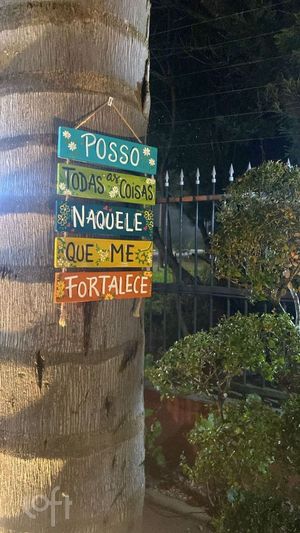 POSSO
TODAS as COISAS
NAQUELE
QUE ME
FORTALECE
loft